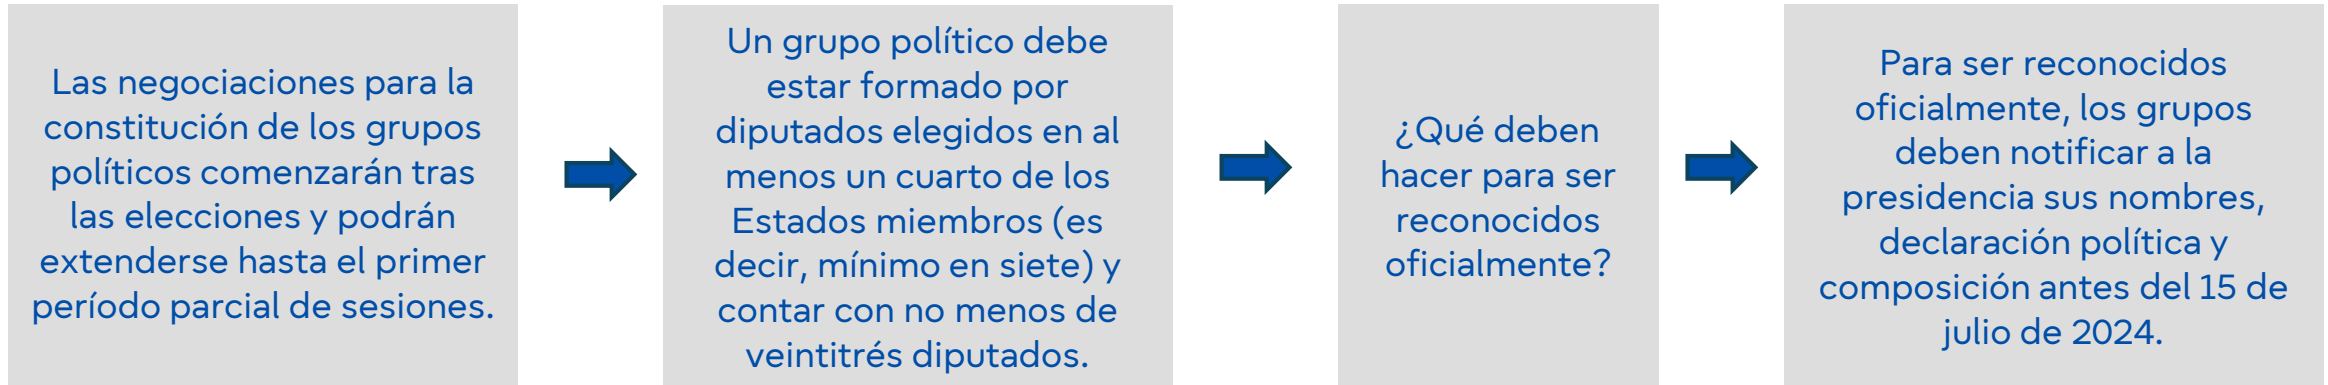 Las negociaciones para la
constitución de los grupos
políticos comenzarán tras
las elecciones y podrán
extenderse hasta el primer
período parcial de sesiones.
Un grupo político debe
estar formado por
diputados elegidos en al
menos un cuarto de los
Estados miembros (es
decir, mínimo en siete) y
contar con no menos de
veintitrés diputados.
¿Qué deben
hacer para ser
reconocidos
oficialmente?
Para ser reconocidos
oficialmente, los grupos
deben notificar a la
presidencia sus nombres,
declaración política y
composición antes del 15 de
julio de 2024.